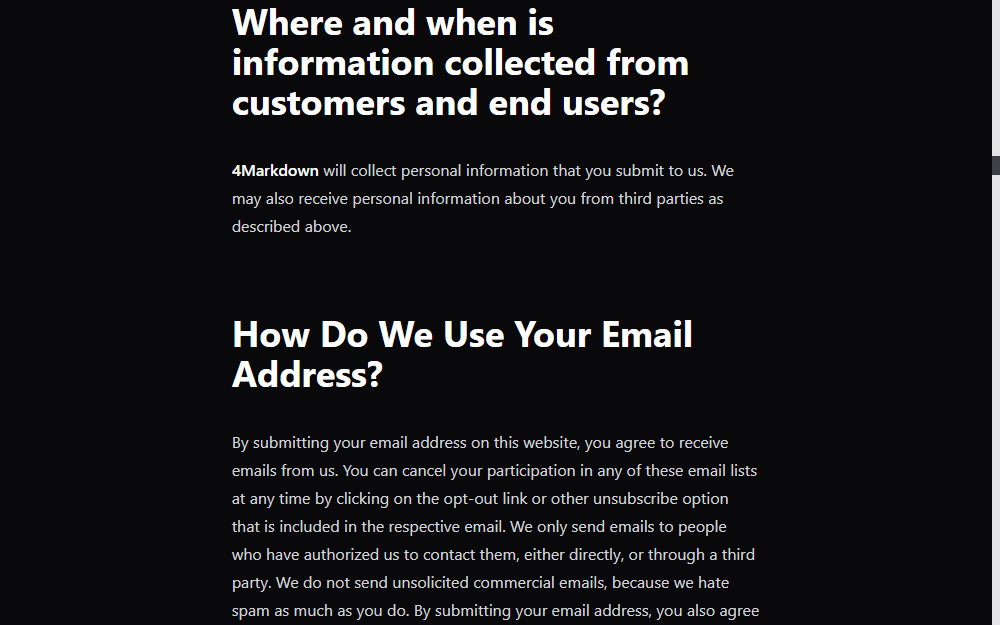 Where and when is
information collected from
customers and end users?
4Markdown will collect personal information that you submit to us. We
may also receive personal information about you from third parties as
described above.
How Do We Use Your Email
Address?
By submitting your email address on this website, you agree to receive
emails from us. You can cancel your participation in any of these email lists
at any time by clicking on the opt-out link or other unsubscribe option
that is included in the respective email. We only send emails to people
who have authorized us to contact them, either directly, or through a third
party. We do not send unsolicited commercial emails, because we hate
spam as much as you do. By submitting your email address, you also agree